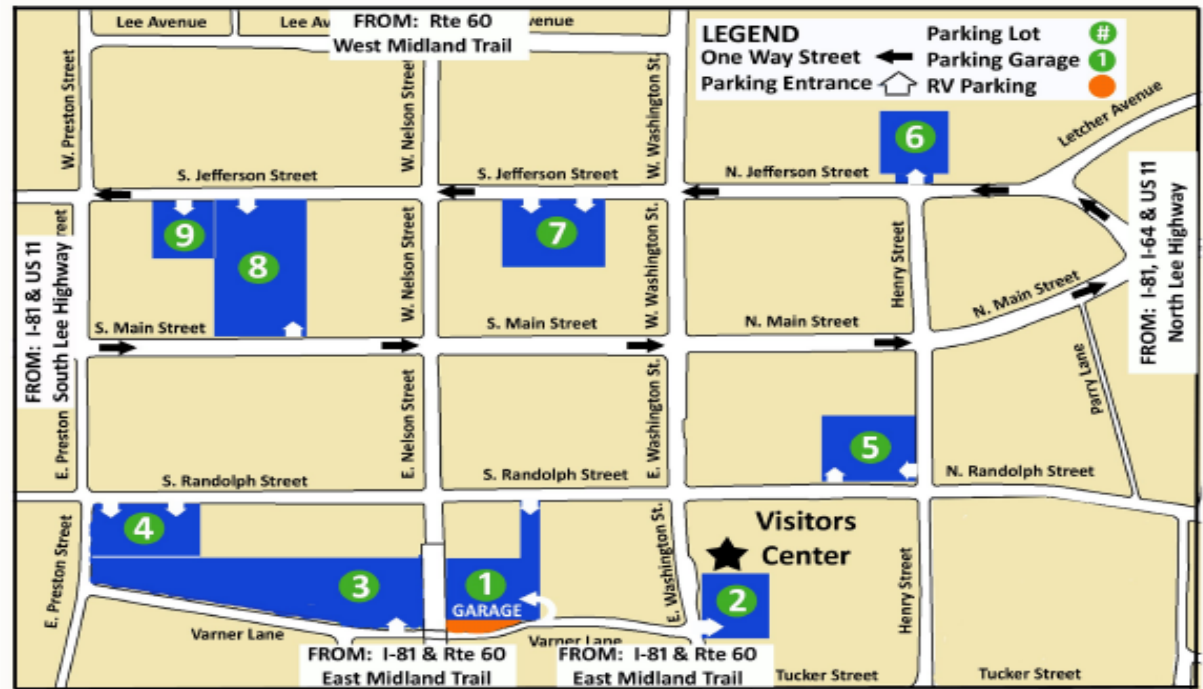 Lee Avenue
Lee Av
venue
FROM: Rte 60
West Midland Trail
LEGEND
One Way Street
Parking Entrance
Parking Lot #
Parking Garage 1
RV Parking
W. Preston Street
W. Nelson Street
W. Washington St.
Letcher Avenue
6
S. Jefferson Street
S. Jefferson Street
N. Jefferson Street
9
8
7
W. Nelson Street
W. Washington St.
Henry Street
FROM: I-81 & US 11
South Lee Highway
reet
FROM: I-81, I-64 & US 11
North Lee Highway
S. Main Street
S. Main Street
N. Main Street
N. Main Street
Parry Lane
E. Preston
E. Nelson Street
E. Washington St.
5
S. Randolph Street
S. Randolph Street
N. Randolph Street
4
3
1
GARAGE
2
Visitors
Center
E. Preston Street
E. Washington St.
Henry Street
Varner Lane
Varner Lane
FROM: I-81 & Rte 60
East Midland Trail
FROM: I-81 & Rte 60
East Midland Trail
Tucker Street
Tucker Street